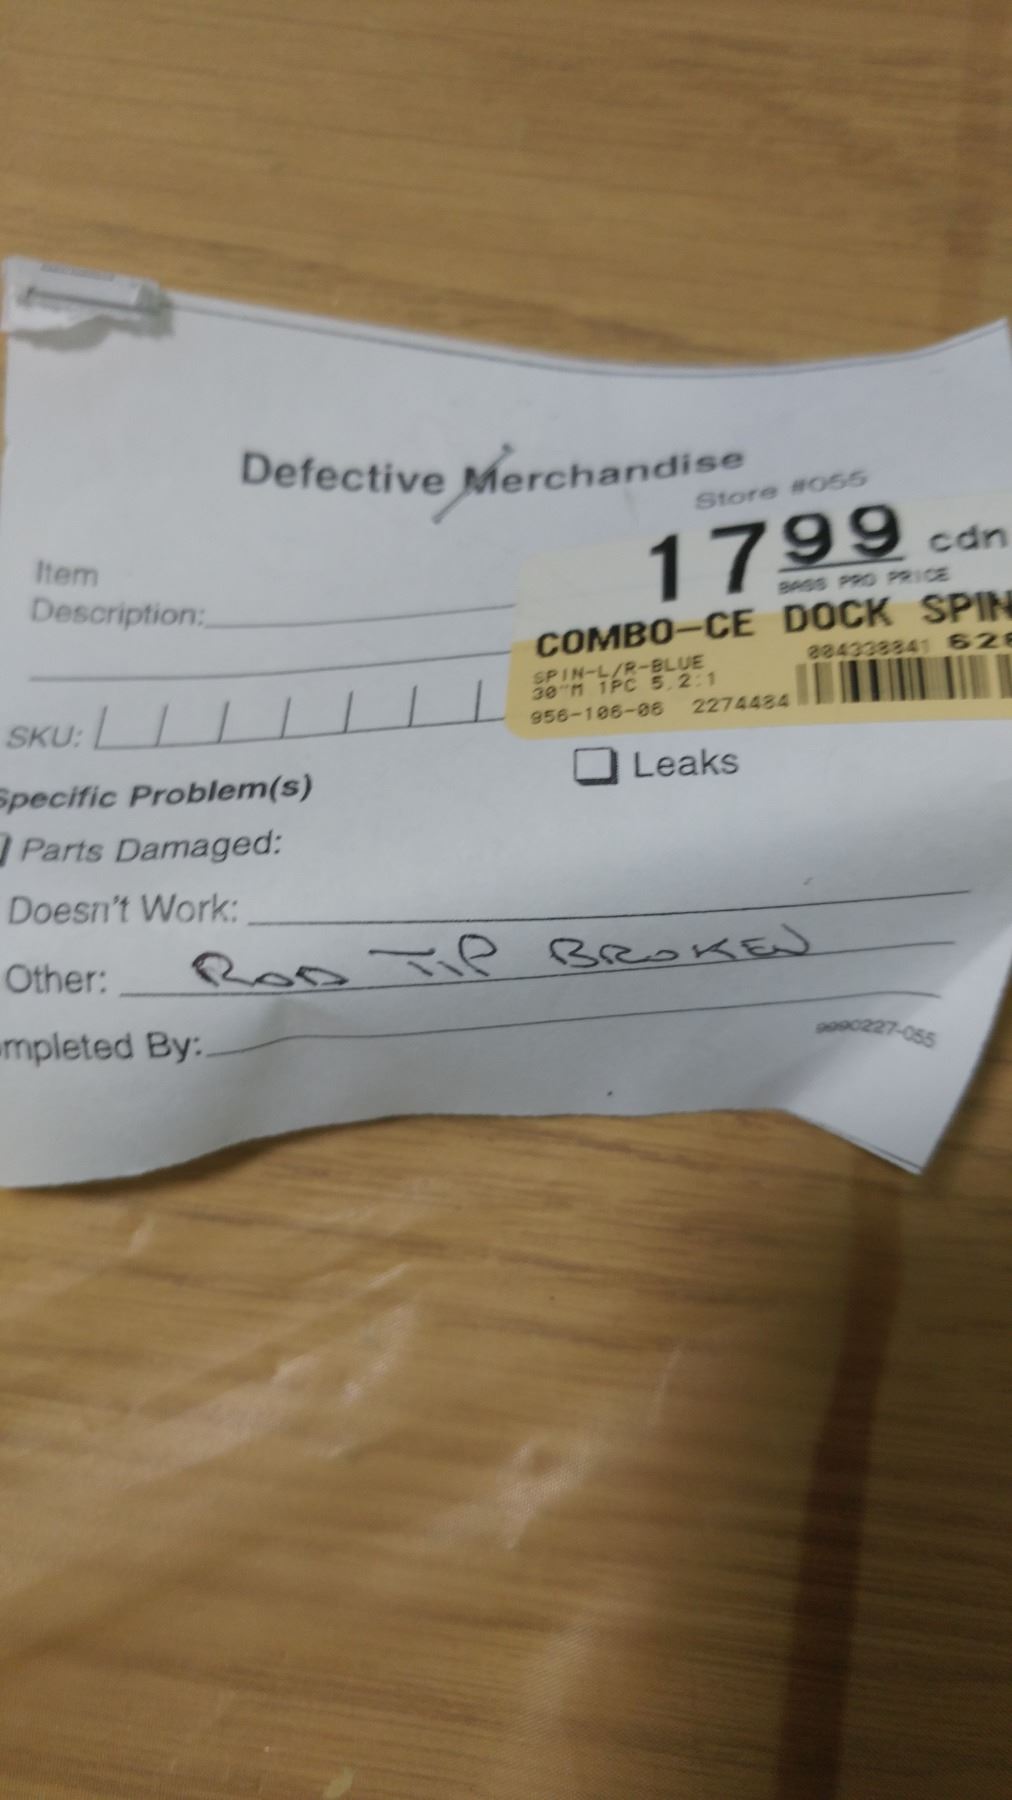 Defective Merchandise
Store #055
1799 cdn
BASS PRO PRICE
Item
Description:
COMBO-CE DOCK SPIN
SPIN-L/R-BLUE
30"M 1PC 5.2:1
956-106-06 2274484
SKU:
Leaks
Specific Problem(s)
Parts Damaged:
Doesn't Work:
Other: ROD TIP BROKEN
mpleted By:
9990227-055